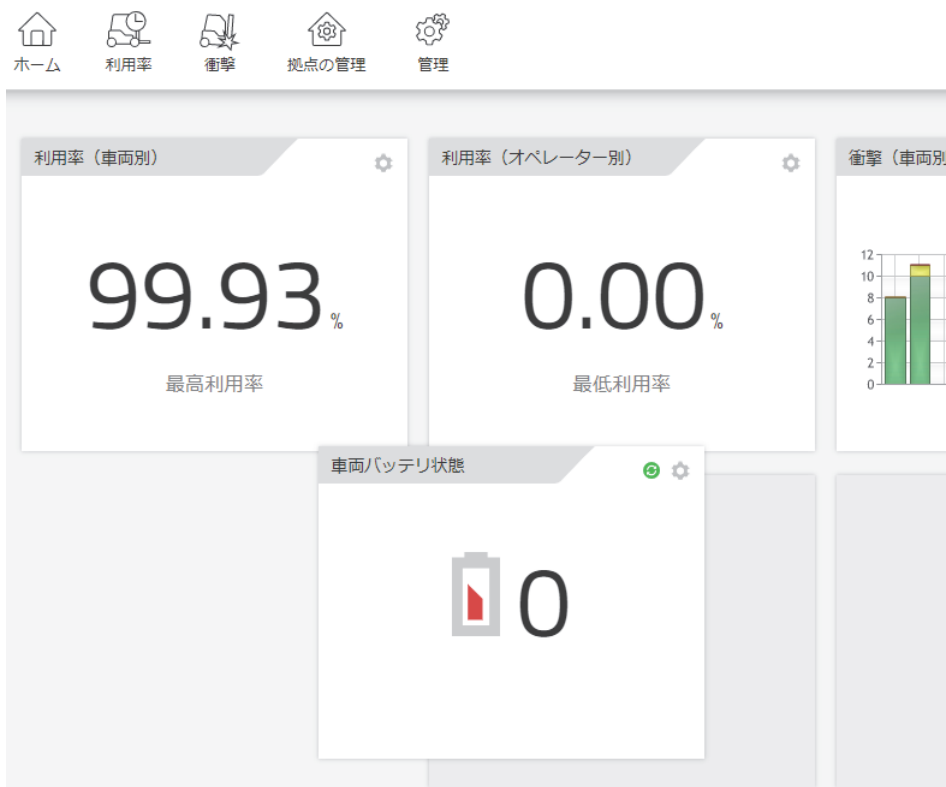 ホーム
利用率
衝撃
拠点の管理
管理
利用率（車両別）
利用率（オペレーター別）
衝撃（車両別
99.93 %
最高利用率
0.00 %
最低利用率
12
10
8
6
4
2
0
車両バッテリ状態
0